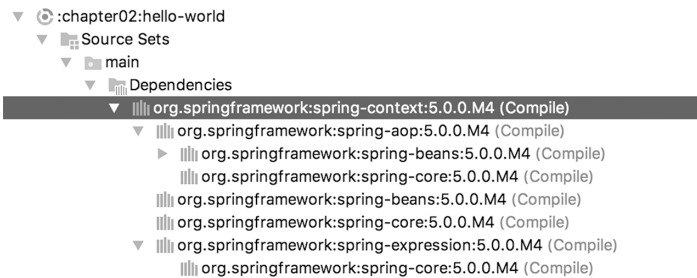 :chapter02:hello-world
Source Sets
main
Dependencies
org.springframework:spring-context:5.0.0.M4 (Compile)
org.springframework:spring-aop:5.0.0.M4 (Compile)
org.springframework:spring-beans:5.0.0.M4 (Compile)
org.springframework:spring-core:5.0.0.M4 (Compile)
org.springframework:spring-beans:5.0.0.M4 (Compile)
org.springframework:spring-core:5.0.0.M4 (Compile)
org.springframework:spring-expression:5.0.0.M4 (Compile)
org.springframework:spring-core:5.0.0.M4 (Compile)